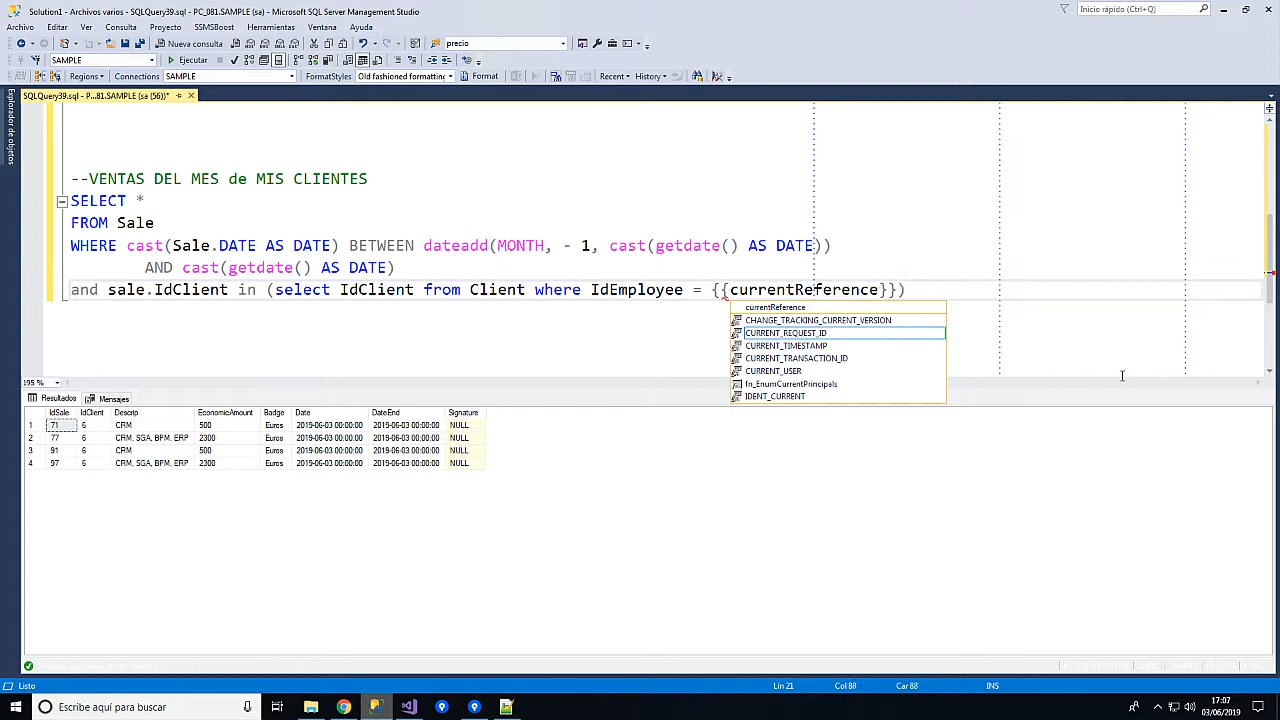 Solution1 - Archivos varios - SQLQuery39.sql - PC_081.SAMPLE (sa) - Microsoft SQL Server Management Studio
Inicio rápido (Ctrl+Q)
Archivo Editar Ver Consulta Proyecto SSMSBoost Herramientas Ventana Ayuda
Nueva consulta precio
SAMPLE Ejecutar
Regions Connections SAMPLE FormatStyles Old fashioned formatting Format Recent History
SQLQuery39.sql - P...81.SAMPLE (sa (56))*
Explorador de objetos
--VENTAS DEL MES de MIS CLIENTES
SELECT *
FROM Sale
WHERE cast(Sale.DATE AS DATE) BETWEEN dateadd(MONTH, - 1, cast(getdate() AS DATE))
AND cast(getdate() AS DATE)
and sale.IdClient in (select IdClient from Client where IdEmployee = {{currentReference}})
currentReference
CHANGE_TRACKING_CURRENT_VERSION
CURRENT_REQUEST_ID
CURRENT_TIMESTAMP
CURRENT_TRANSACTION_ID
CURRENT_USER
fn_EnumCurrentPrincipals
IDENT_CURRENT
195 %
Resultados Mensajes
IdSale IdClient Descrip EconomicAmount Badge Date DateEnd Signature
1 71 6 CRM 500 Euros 2019-06-03 00:00:00 2019-06-03 00:00:00 NULL
2 77 6 CRM, SGA, BPM, ERP 2300 Euros 2019-06-03 00:00:00 2019-06-03 00:00:00 NULL
3 91 6 CRM 500 Euros 2019-06-03 00:00:00 2019-06-03 00:00:00 NULL
4 97 6 CRM, SGA, BPM, ERP 2300 Euros 2019-06-03 00:00:00 2019-06-03 00:00:00 NULL
Listo Lin 21 Col 88 Car 88 INS
Escribe aquí para buscar
17:07
03/06/2019